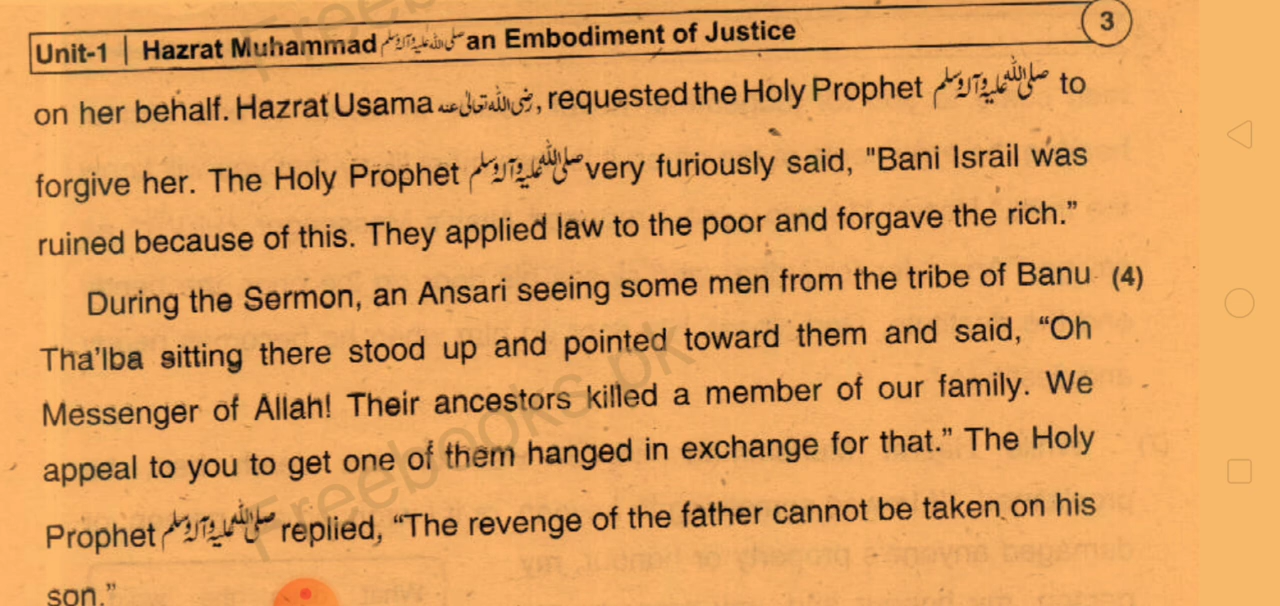 Unit-1 | Hazrat Muhammad صلی اللہ علیہ وآلہ وسلم an Embodiment of Justice 3
on her behalf. Hazrat Usama رضی اللہ تعالیٰ عنہ, requested the Holy Prophet صلی اللہ علیہ وآلہ وسلم to
forgive her. The Holy Prophet صلی اللہ علیہ وآلہ وسلم very furiously said, "Bani Israil was
ruined because of this. They applied law to the poor and forgave the rich.”
During the Sermon, an Ansari seeing some men from the tribe of Banu (4)
Tha’lba sitting there stood up and pointed toward them and said, “Oh
Messenger of Allah! Their ancestors killed a member of our family. We
appeal to you to get one of them hanged in exchange for that.” The Holy
Prophet صلی اللہ علیہ وآلہ وسلم replied, “The revenge of the father cannot be taken on his
son.”
Freebooks.pk